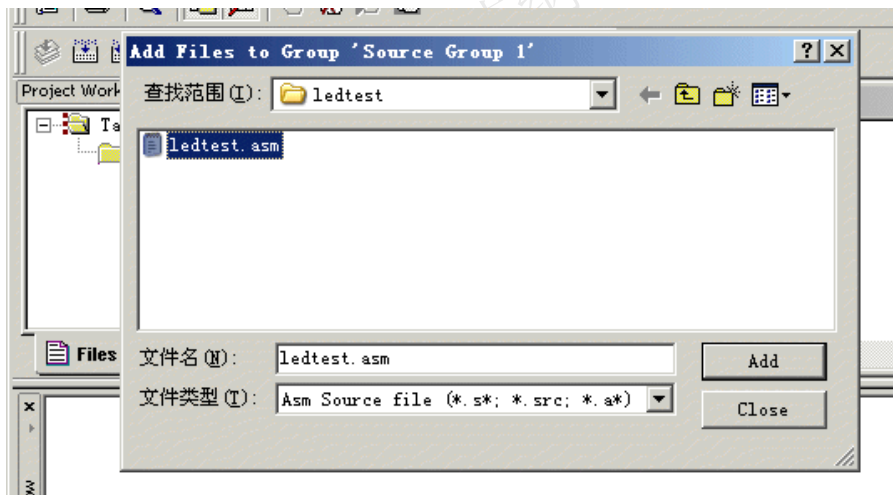 Add Files to Group 'Source Group 1'
Project Work
查找范围(I): ledtest
Ta
ledtest.asm
Files
文件名(N): ledtest.asm
Add
文件类型(T): Asm Source file (*.s*; *.src; *.a*)
Close